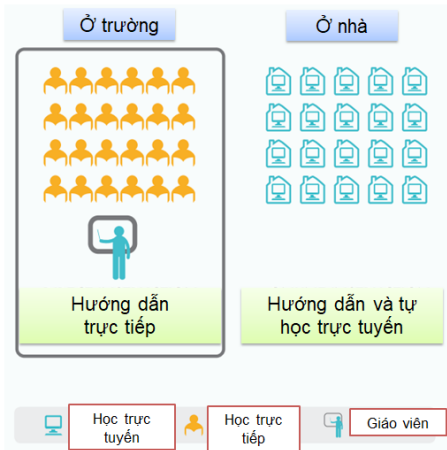 Ở trường
Ở nhà
Hướng dẫn
trực tiếp
Hướng dẫn và tự
học trực tuyến
Học trực
tuyến
Học trực
tiếp
Giáo viên